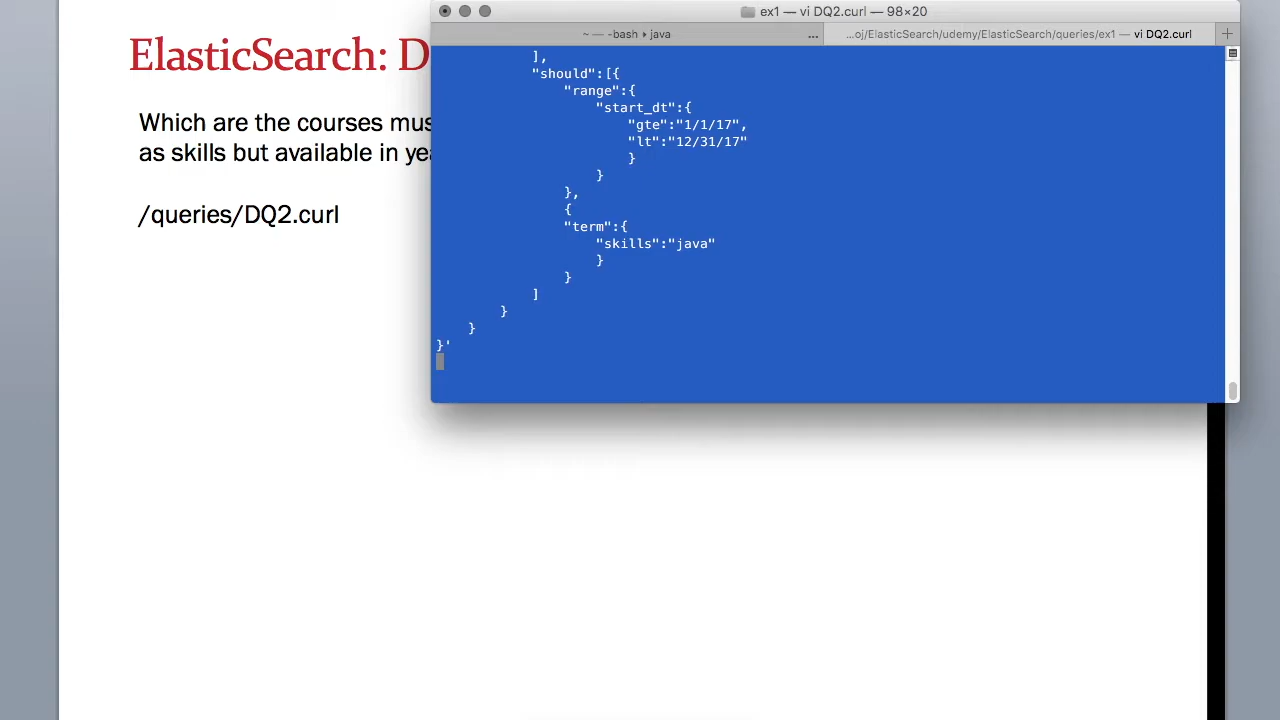 ex1 — vi DQ2.curl — 98×20
~ — -bash ▸ java ...
...oj/ElasticSearch/udemy/ElasticSearch/queries/ex1 — vi DQ2.curl +
ElasticSearch: D
Which are the courses mus
as skills but available in yea
/queries/DQ2.curl
],
"should":[{
"range":{
"start_dt":{
"gte":"1/1/17",
"lt":"12/31/17"
}
}
},
{
"term":{
"skills":"java"
}
}
]
}
}
}'